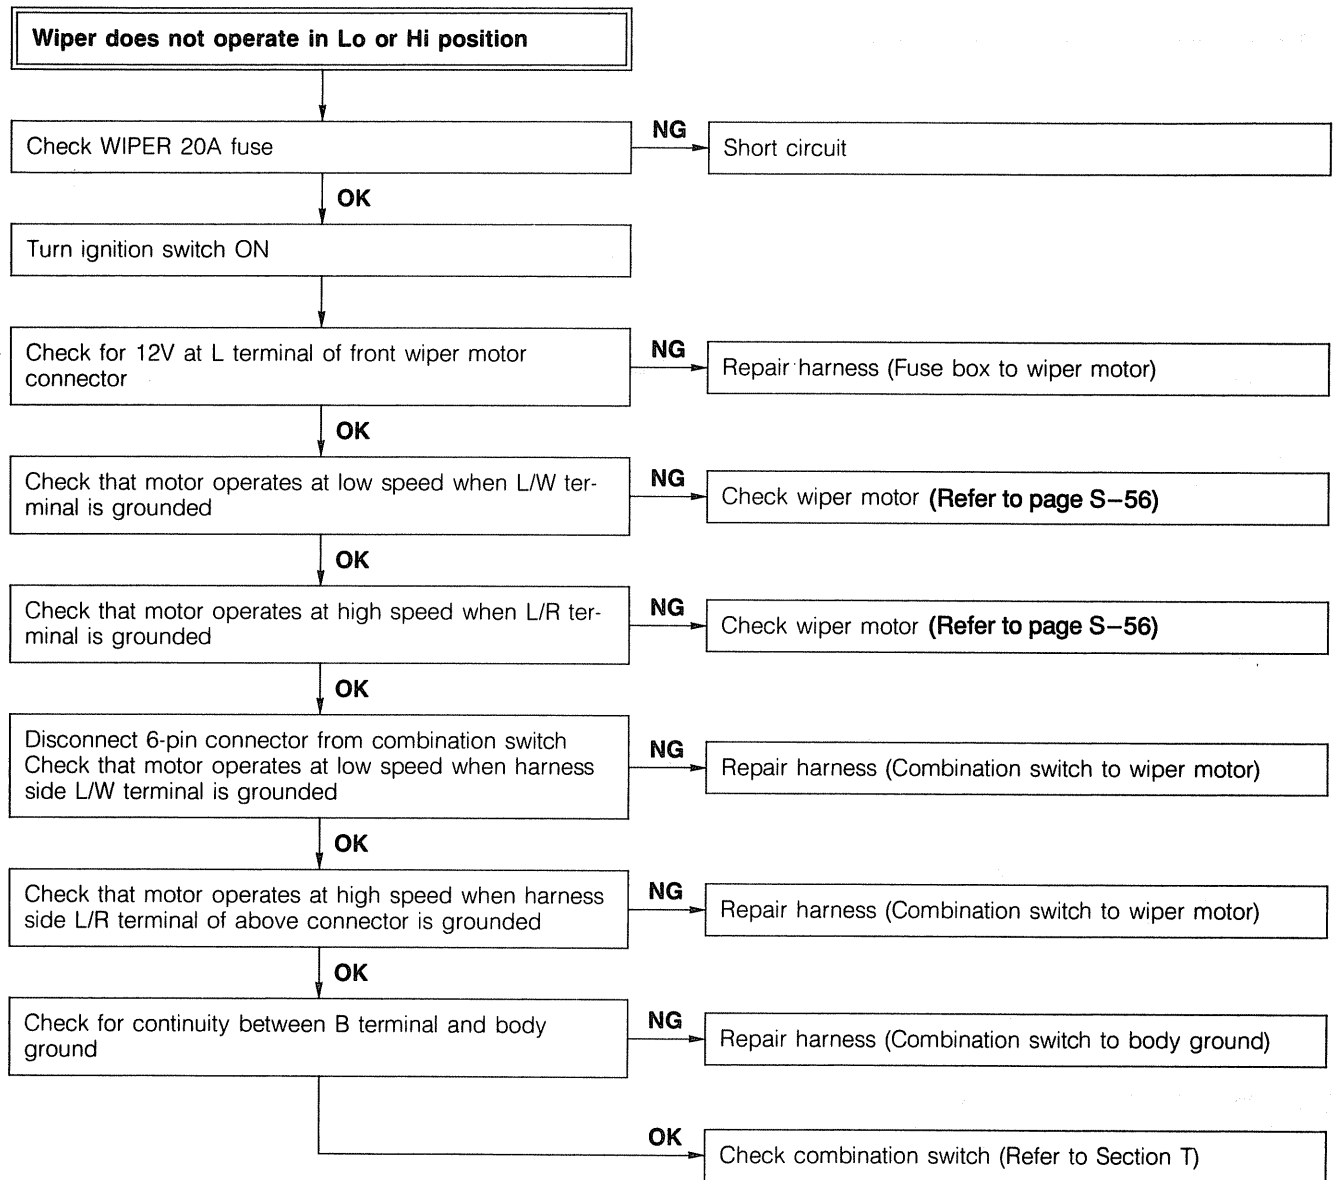 Wiper does not operate in Lo or Hi position
Check WIPER 20A fuse
NG
Short circuit
OK
Turn ignition switch ON
Check for 12V at L terminal of front wiper motor
connector
NG
Repair harness (Fuse box to wiper motor)
OK
Check that motor operates at low speed when L/W ter-
minal is grounded
NG
Check wiper motor (Refer to page S–56)
OK
Check that motor operates at high speed when L/R ter-
minal is grounded
NG
Check wiper motor (Refer to page S–56)
OK
Disconnect 6-pin connector from combination switch
Check that motor operates at low speed when harness
side L/W terminal is grounded
NG
Repair harness (Combination switch to wiper motor)
OK
Check that motor operates at high speed when harness
side L/R terminal of above connector is grounded
NG
Repair harness (Combination switch to wiper motor)
OK
Check for continuity between B terminal and body
ground
NG
Repair harness (Combination switch to body ground)
OK
Check combination switch (Refer to Section T)